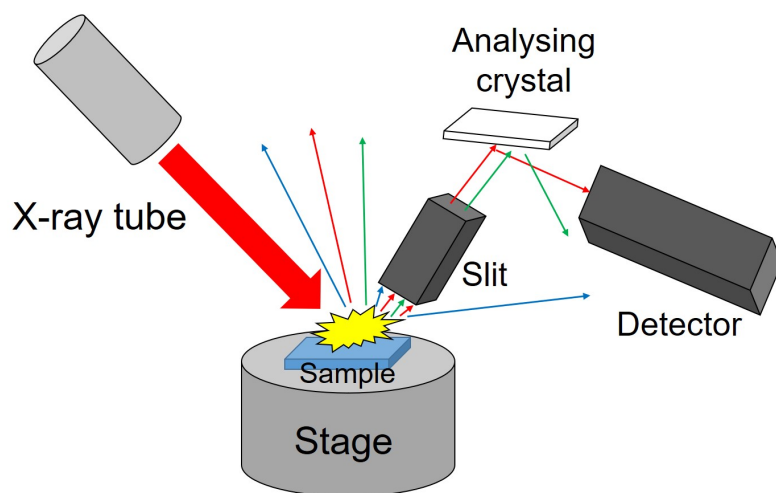 Analysing
crystal
X-ray tube
Slit
Detector
Sample
Stage